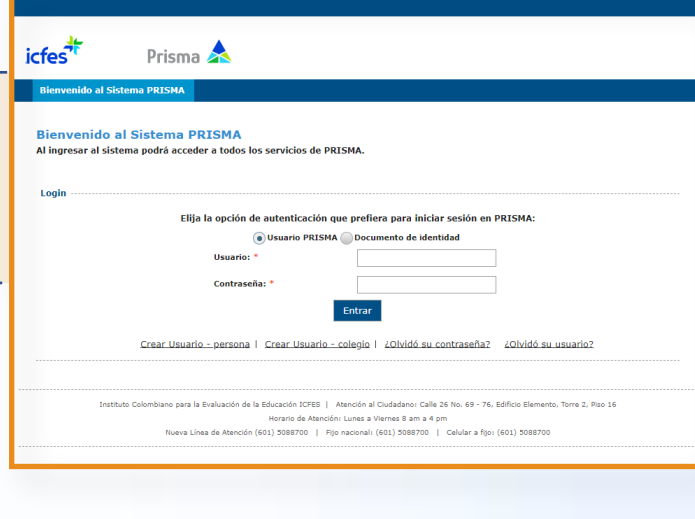 icfes
Prisma
Bienvenido al Sistema PRISMA
Bienvenido al Sistema PRISMA
Al ingresar al sistema podrá acceder a todos los servicios de PRISMA.
Login
Elija la opción de autenticación que prefiera para iniciar sesión en PRISMA:
Usuario PRISMA Documento de identidad
Usuario: *
Contraseña: *
Entrar
Crear Usuario - persona | Crear Usuario - colegio | ¿Olvidó su contraseña? ¿Olvidó su usuario?
Instituto Colombiano para la Evaluación de la Educación ICFES | Atención al Ciudadano: Calle 26 No. 69 - 76, Edificio Elemento, Torre 2, Piso 16
Horario de Atención: Lunes a Viernes 8 am a 4 pm
Nueva Línea de Atención (601) 5088700 | Fijo nacional: (601) 5088700 | Celular a fijo: (601) 5088700